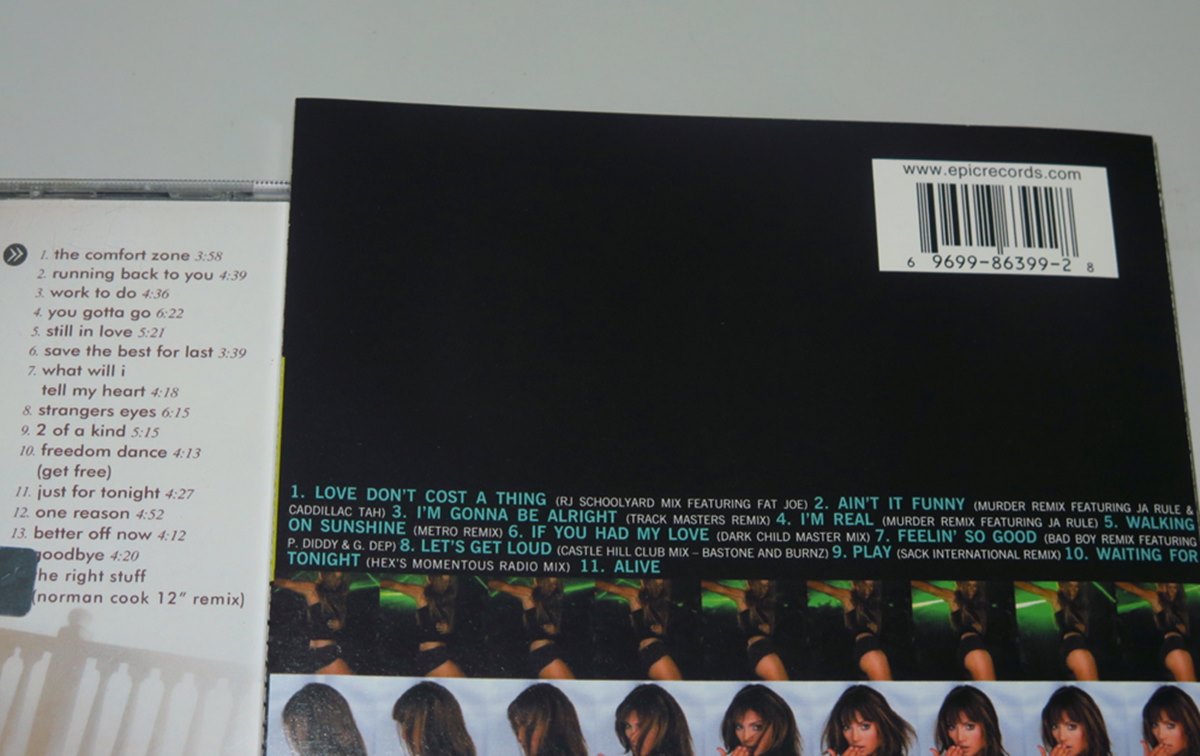 1. the comfort zone 3:58
2. running back to you 4:39
3. work to do 4:36
4. you gotta go 6:22
5. still in love 5:21
6. save the best for last 3:39
7. what will i
tell my heart 4:18
8. strangers eyes 6:15
9. 2 of a kind 5:15
10. freedom dance 4:13
(get free)
11. just for tonight 4:27
12. one reason 4:52
13. better off now 4:12
goodbye 4:20
the right stuff
(norman cook 12" remix)
www.epicrecords.com
6 9699-86399-2 8
1. LOVE DON'T COST A THING (RJ SCHOOLYARD MIX FEATURING FAT JOE) 2. AIN'T IT FUNNY (MURDER REMIX FEATURING JA RULE &
CADDILLAC TAH) 3. I'M GONNA BE ALRIGHT (TRACK MASTERS REMIX) 4. I'M REAL (MURDER REMIX FEATURING JA RULE) 5. WALKING
ON SUNSHINE (METRO REMIX) 6. IF YOU HAD MY LOVE (DARK CHILD MASTER MIX) 7. FEELIN' SO GOOD (BAD BOY REMIX FEATURING
P. DIDDY & G. DEP) 8. LET'S GET LOUD (CASTLE HILL CLUB MIX – BASTONE AND BURNZ) 9. PLAY (SACK INTERNATIONAL REMIX) 10. WAITING FOR
TONIGHT (HEX'S MOMENTOUS RADIO MIX) 11. ALIVE